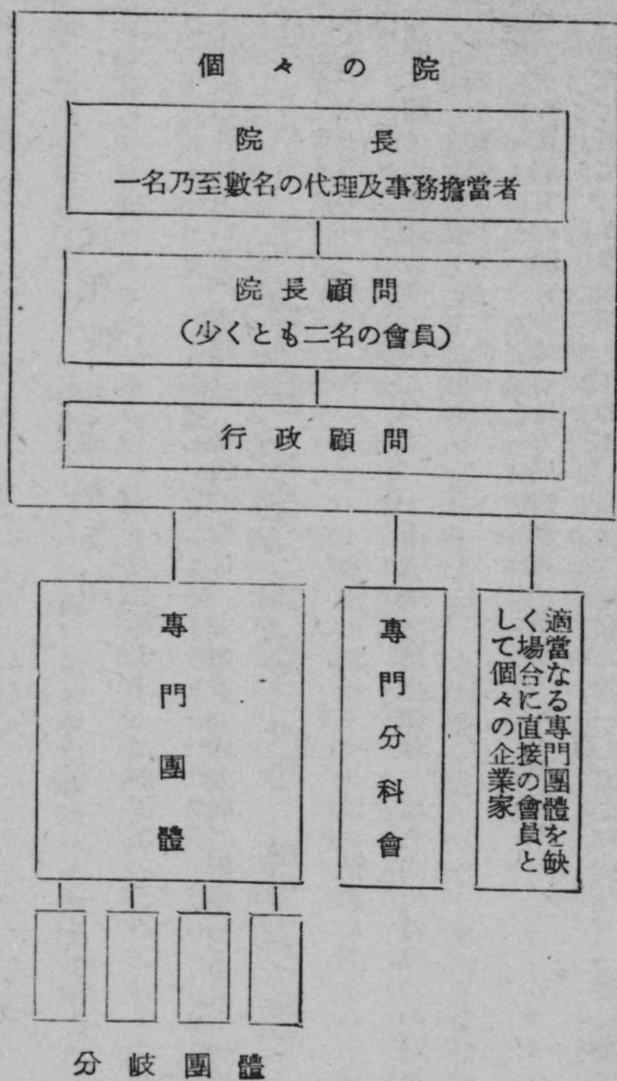 個々の院
院長
一名乃至數名の代理及事務擔當者
院長顧問
(少くとも二名の會員)
行政顧問
專門團體
專門分科會
適當なる專門團體を缺
く場合に直接の會員と
して個々の企業家
分岐團體